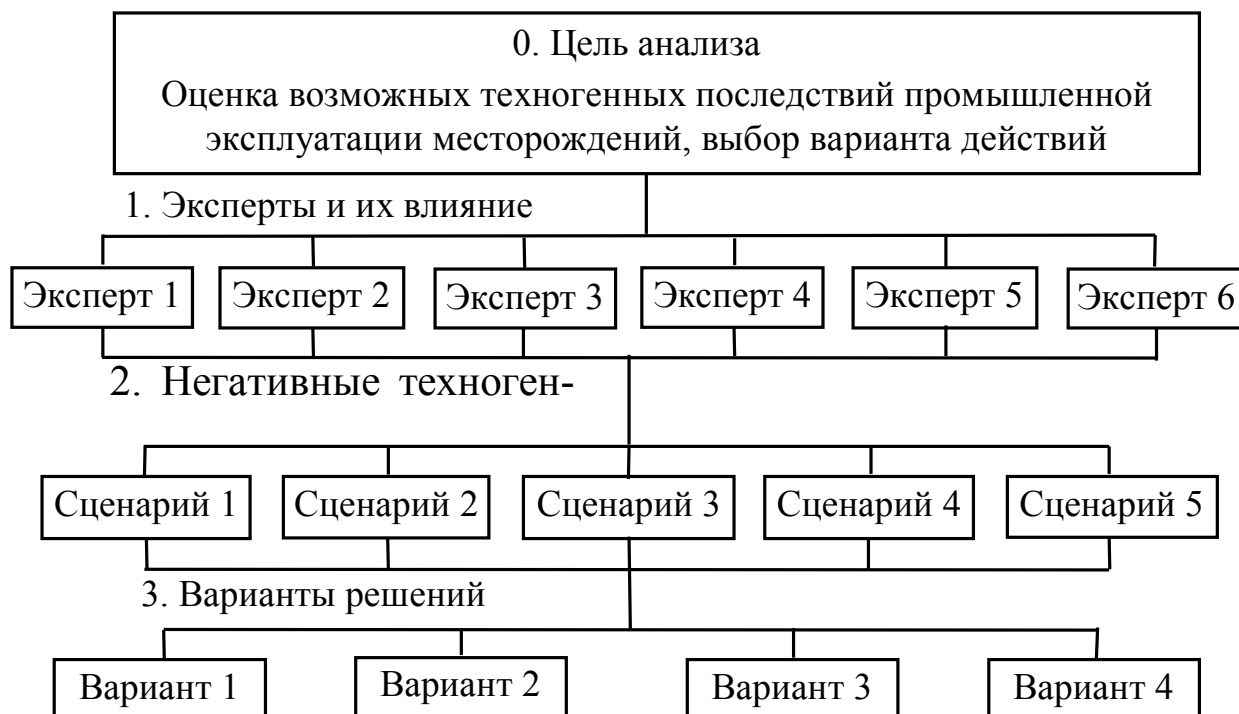 0. Цель анализа
Оценка возможных техногенных последствий промышленной
эксплуатации месторождений, выбор варианта действий
1. Эксперты и их влияние
Эксперт 1 Эксперт 2 Эксперт 3 Эксперт 4 Эксперт 5 Эксперт 6
2. Негативные техноген-
Сценарий 1 Сценарий 2 Сценарий 3 Сценарий 4 Сценарий 5
3. Варианты решений
Вариант 1 Вариант 2 Вариант 3 Вариант 4